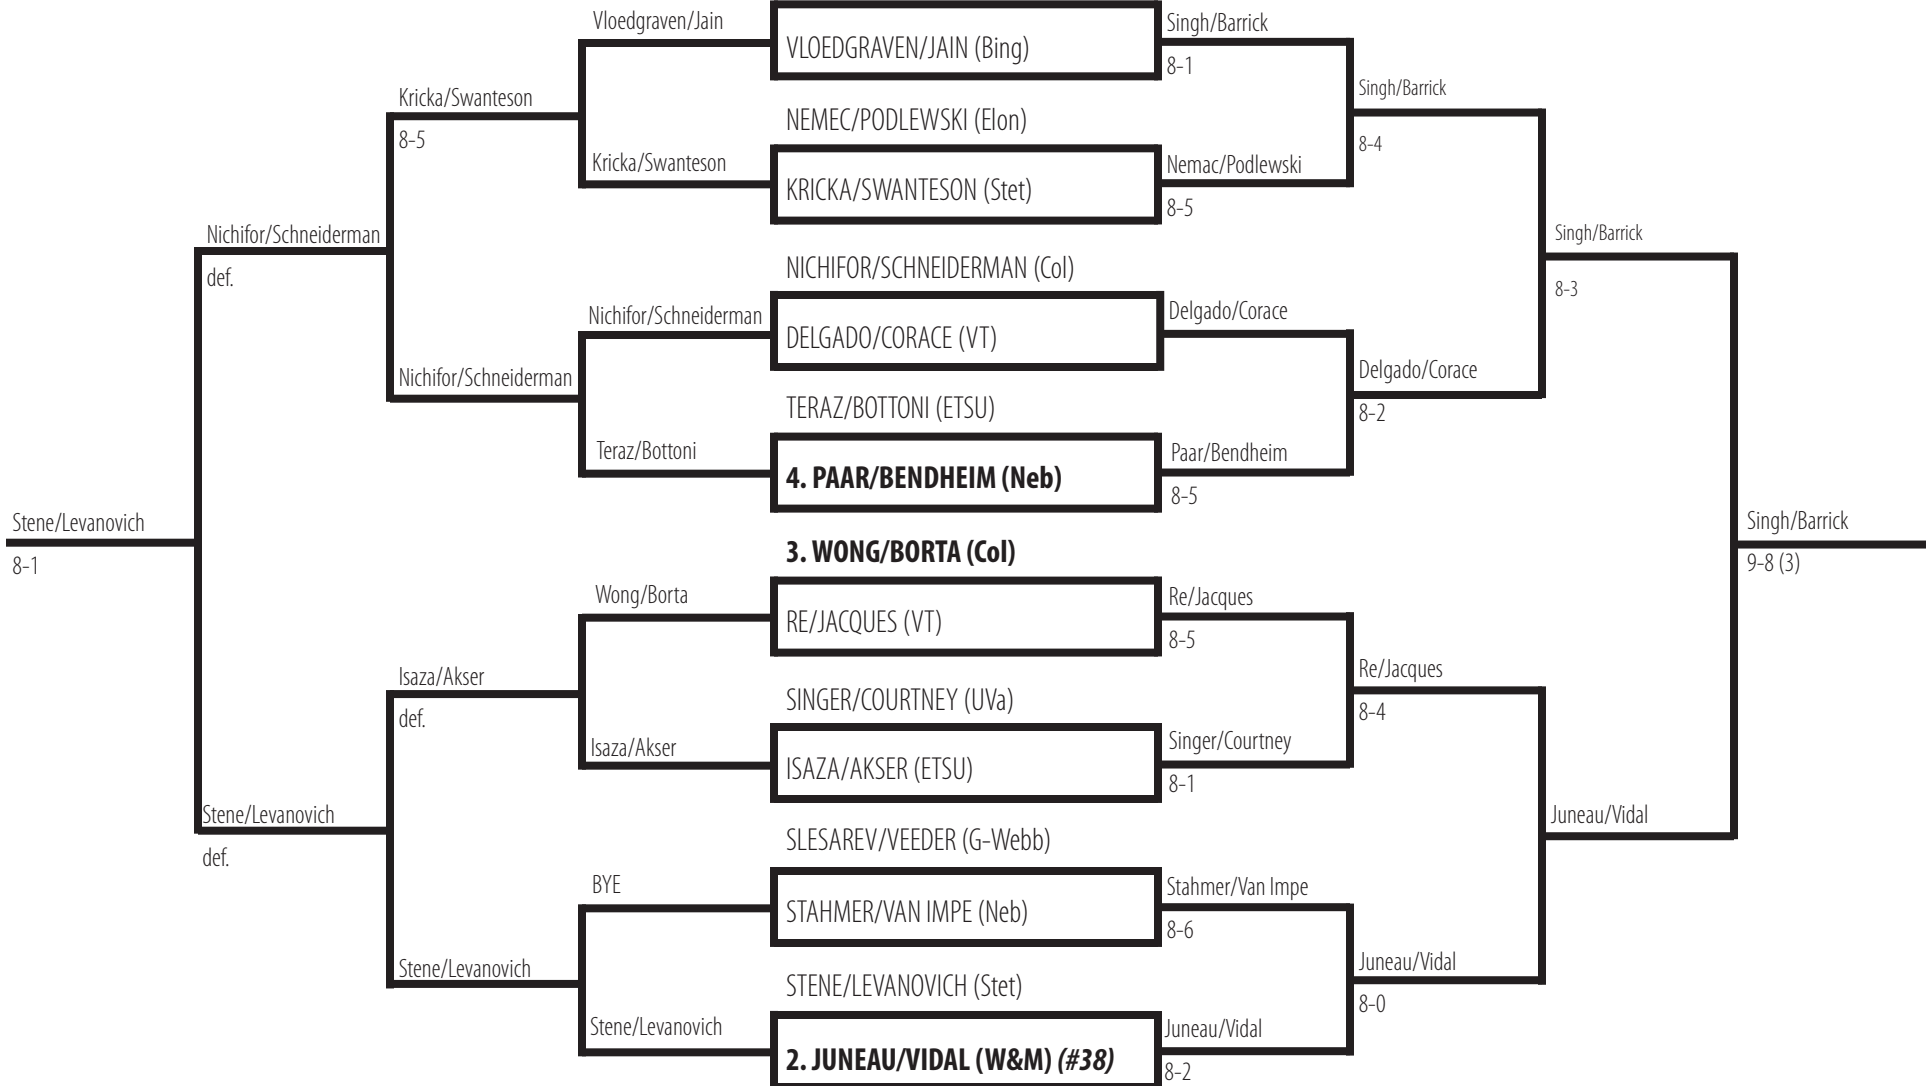 Vloedgraven/Jain
VLOEDGRAVEN/JAIN (Bing)
Singh/Barrick
8-1
Kricka/Swanteson
8-5
NEMEC/PODLEWSKI (Elon)
Singh/Barrick
8-4
Kricka/Swanteson
KRICKA/SWANTESON (Stet)
Nemac/Podlewski
8-5
Nichifor/Schneiderman
def.
NICHIFOR/SCHNEIDERMAN (Col)
Singh/Barrick
8-3
Nichifor/Schneiderman
DELGADO/CORACE (VT)
Delgado/Corace
Nichifor/Schneiderman
TERAZ/BOTTONI (ETSU)
Delgado/Corace
8-2
Teraz/Bottoni
4. PAAR/BENDHEIM (Neb)
Paar/Bendheim
8-5
Stene/Levanovich
8-1
3. WONG/BORTA (Col)
Singh/Barrick
9-8 (3)
Wong/Borta
RE/JACQUES (VT)
Re/Jacques
8-5
Isaza/Akser
def.
SINGER/COURTNEY (UVa)
Re/Jacques
8-4
Isaza/Akser
ISAZA/AKSER (ETSU)
Singer/Courtney
8-1
Stene/Levanovich
def.
SLESAREV/VEEDER (G-Webb)
Juneau/Vidal
BYE
STAHMER/VAN IMPE (Neb)
Stahmer/Van Impe
8-6
Stene/Levanovich
STENE/LEVANOVICH (Stet)
Juneau/Vidal
8-0
Stene/Levanovich
2. JUNEAU/VIDAL (W&M) (#38)
Juneau/Vidal
8-2